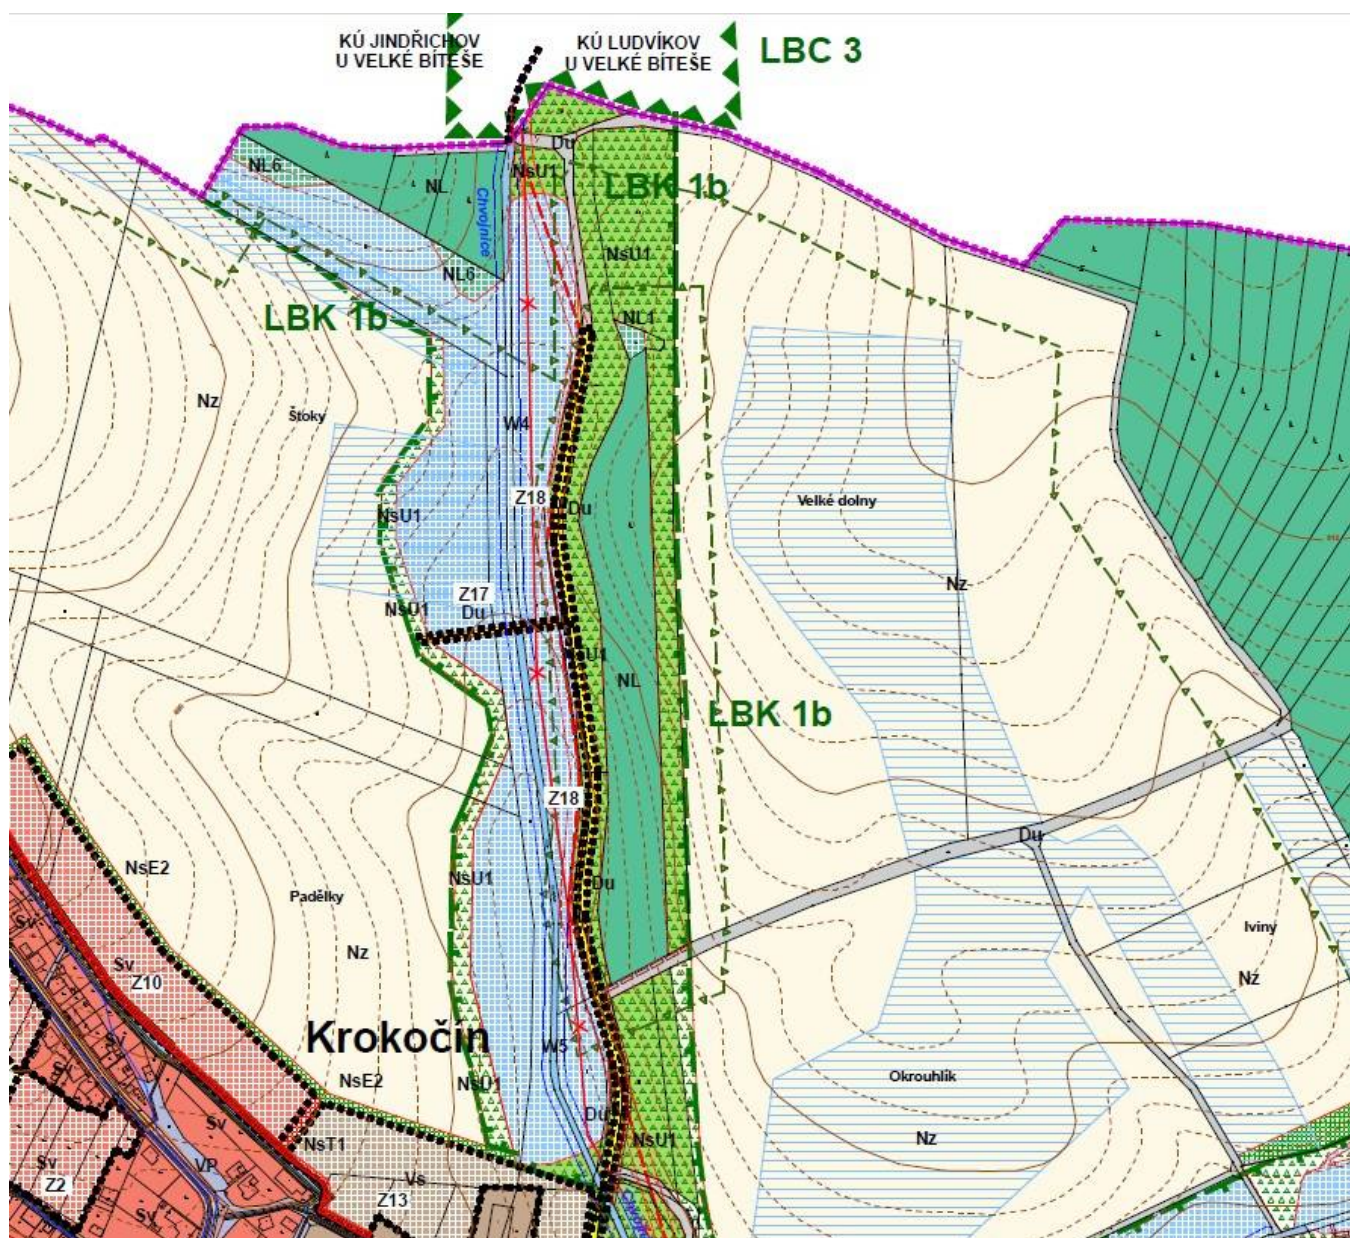 KÚ JINDŘICHOV
U VELKÉ BÍTEŠE
KÚ LUDVÍKOV
U VELKÉ BÍTEŠE
LBC 3
Du
NL6
NL
NsU1
LBK 1b
Chvojnice
NsU1
NL6
LBK 1b
NL1
Nz
Štoky
W4
Z18
Du
Velké dolny
NsU1
Nz
Z17
Du
NsU1
NsU1
NL
LBK 1b
Z18
Du
NsE2
NsU1
Du
Padělky
Iviny
Sv
Sv
Z10
Nz
Nz
Krokočín
Sv
W5
Okrouhlík
NsE2
NsU1
Sv
Sv
Du
NsU1
Nz
NsT1
Sv
Z2
VP
Vs
Z13
Sv